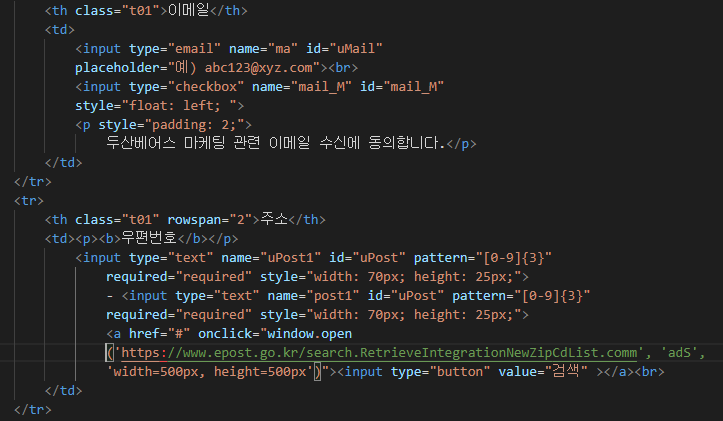 <th class="t01">이메일</th>
<td>
<input type="email" name="ma" id="uMail"
placeholder="예) abc123@xyz.com"><br>
<input type="checkbox" name="mail_M" id="mail_M"
style="float: left; ">
<p style="padding: 2;">
두산베어스 마케팅 관련 이메일 수신에 동의합니다.</p>
</td>
</tr>
<tr>
<th class="t01" rowspan="2">주소</th>
<td><p><b>우편번호</b></p>
<input type="text" name="uPost1" id="uPost" pattern="[0-9]{3}"
required="required" style="width: 70px; height: 25px;">
- <input type="text" name="post1" id="uPost" pattern="[0-9]{3}"
required="required" style="width: 70px; height: 25px;">
<a href="#" onclick="window.open
('https://www.epost.go.kr/search.RetrieveIntegrationNewZipCdList.comm', 'adS',
'width=500px, height=500px')"><input type="button" value="검색" ></a><br>
</td>
</tr>